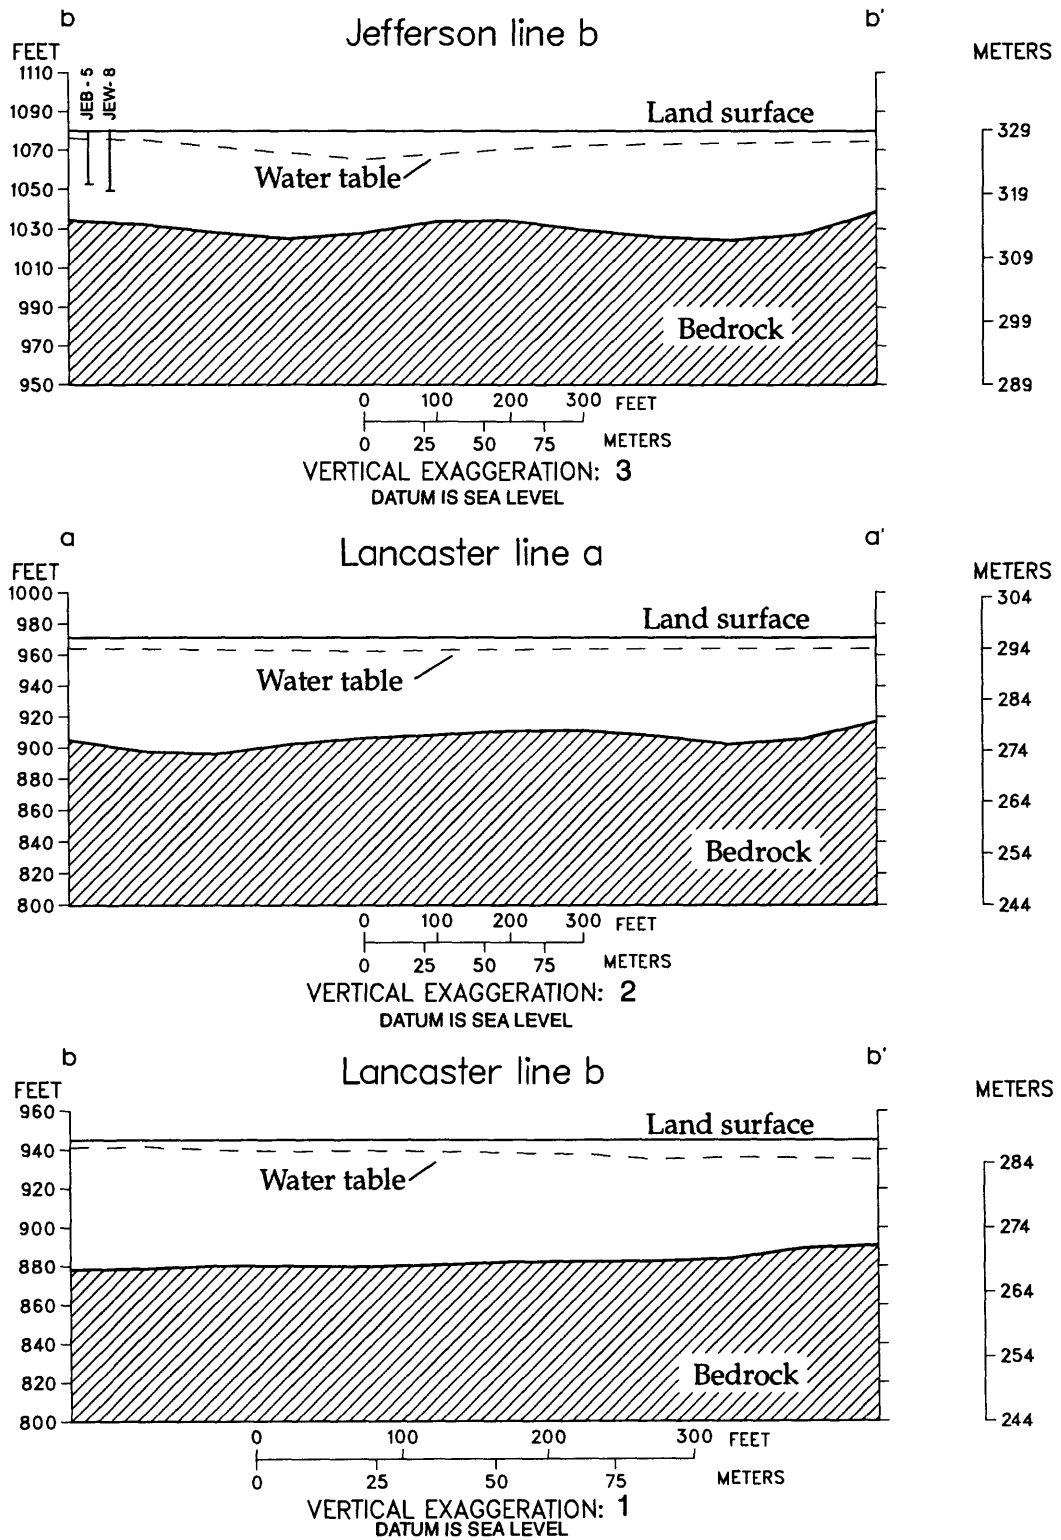 b b'
Jefferson line b
FEET METERS
1110
1090
1070
1050
1030
1010
990
970
950
JEB - 5
JEW- 8
Land surface
Water table
Bedrock
329
319
309
299
289
0 100 200 300 FEET
0 25 50 75 METERS
VERTICAL EXAGGERATION: 3
DATUM IS SEA LEVEL
a a'
Lancaster line a
FEET METERS
1000
980
960
940
920
900
880
860
840
820
800
Land surface
Water table
Bedrock
304
294
284
274
264
254
244
0 100 200 300 FEET
0 25 50 75 METERS
VERTICAL EXAGGERATION: 2
DATUM IS SEA LEVEL
b b'
Lancaster line b
FEET METERS
960
940
920
900
880
860
840
820
800
Land surface
Water table
Bedrock
284
274
264
254
244
0 100 200 300 FEET
0 25 50 75 METERS
VERTICAL EXAGGERATION: 1
DATUM IS SEA LEVEL